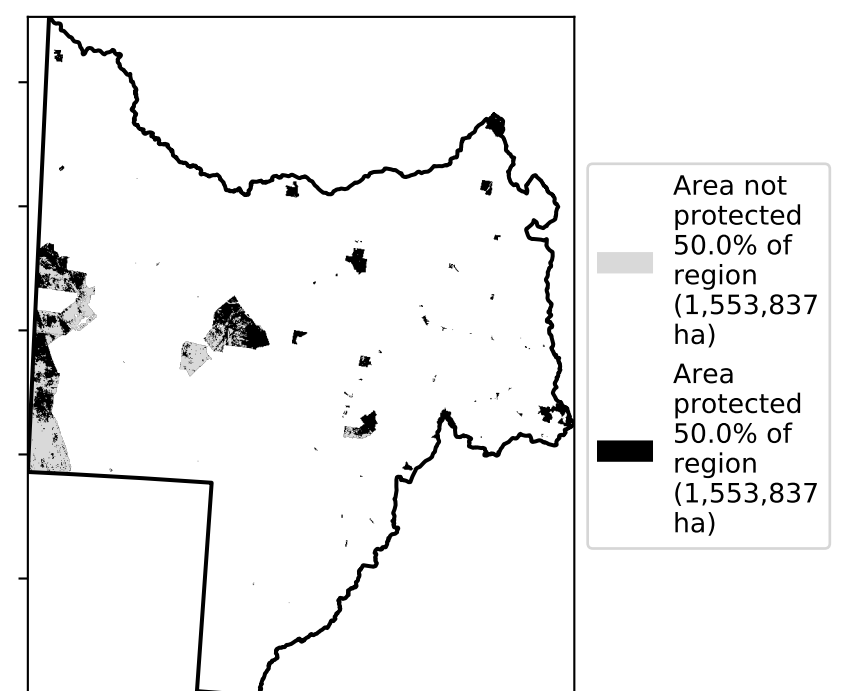 Area not
protected
50.0% of
region
(1,553,837
ha)
Area
protected
50.0% of
region
(1,553,837
ha)